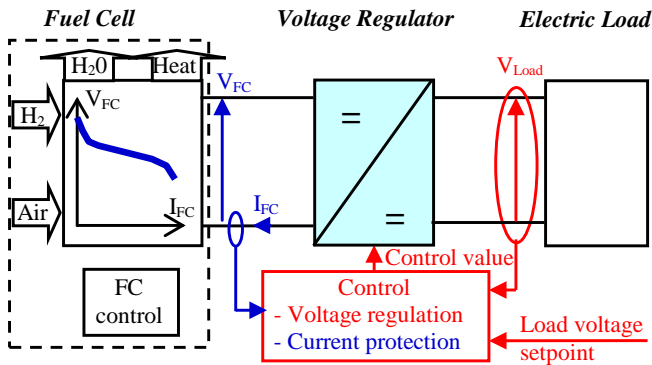 Fuel Cell
Voltage Regulator
Electric Load
H20
Heat
VFC
H2
Air
IFC
FC
control
VFC
IFC
=
=
VLoad
Control value
Control
- Voltage regulation
- Current protection
Load voltage
setpoint